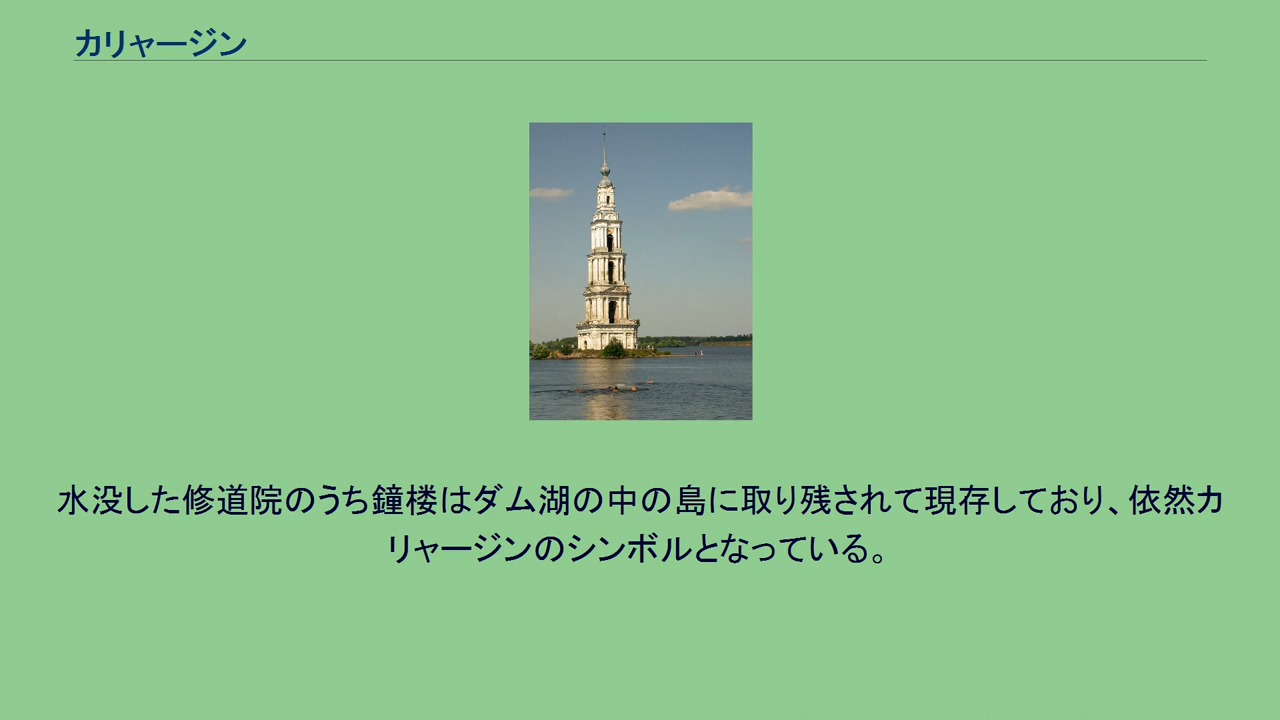 カリャージン
水没した修道院のうち鐘楼はダム湖の中の島に取り残されて現存しており、依然カ
リャージンのシンボルとなっている。